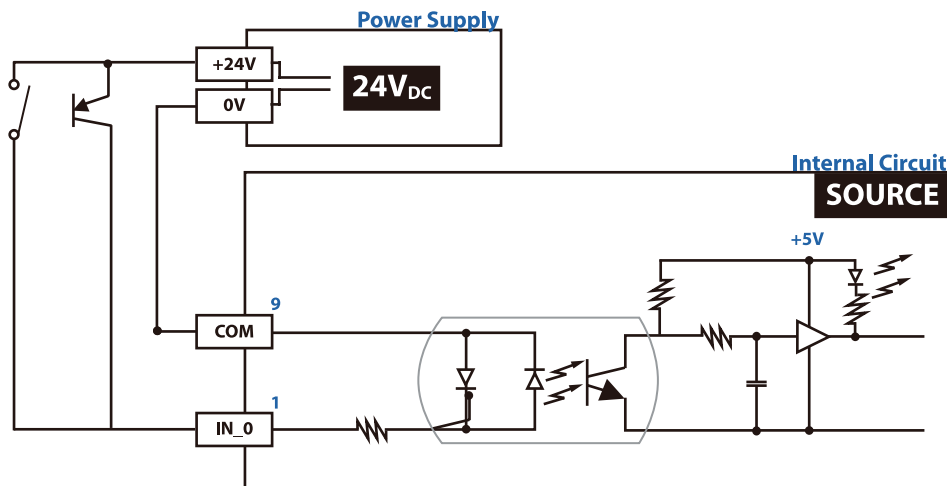 Power Supply
+24V
0V
24VDC
Internal Circuit
SOURCE
+5V
9
COM
1
IN_0